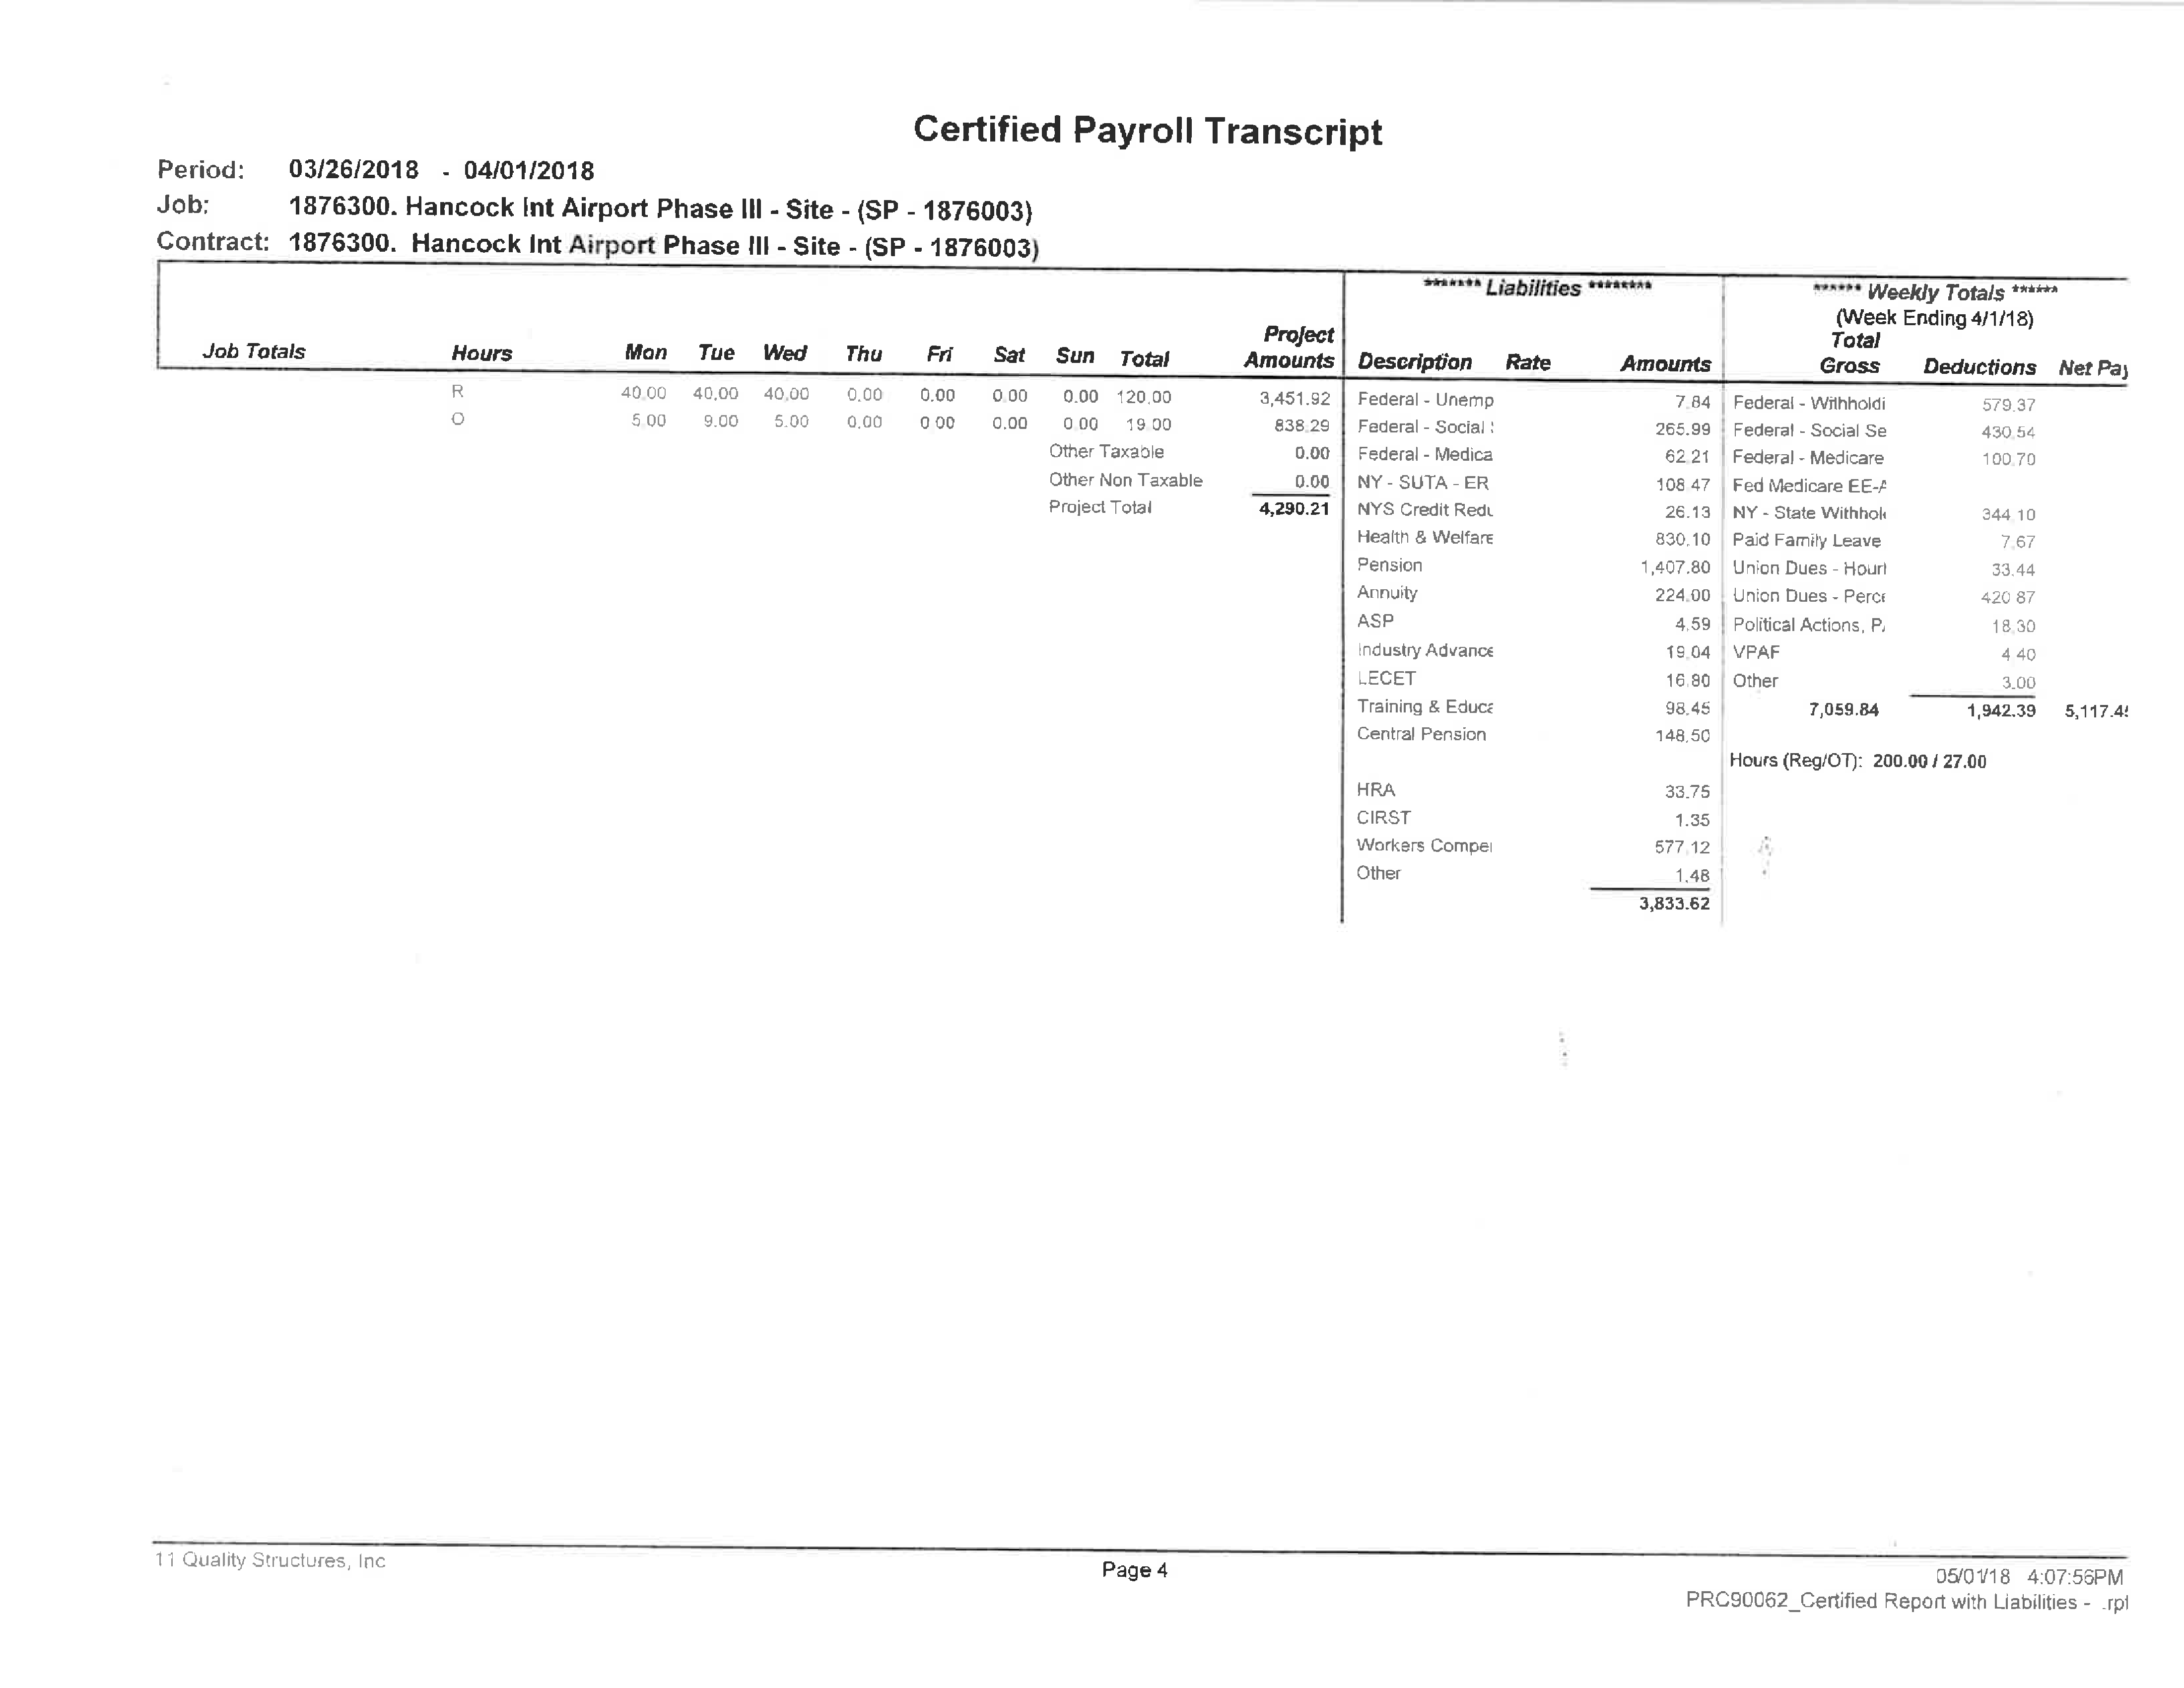 Certified Payroll Transcript
Period: 03/26/2018 - 04/01/2018
Job: 1876300. Hancock Int Airport Phase III - Site - (SP - 1876003)
Contract: 1876300. Hancock Int Airport Phase III - Site - (SP - 1876003)
******* Liabilities ******** ****** Weekly Totals ******
(Week Ending 4/1/18)
Project Total
Job Totals Hours Mon Tue Wed Thu Fri Sat Sun Total Amounts Description Rate Amounts Gross Deductions Net Pay
R 40.00 40.00 40.00 0.00 0.00 0.00 0.00 120.00 3,451.92 Federal - Unemp 7.84 Federal - Withholdi 579.37
O 5.00 9.00 5.00 0.00 0.00 0.00 0.00 19.00 838.29 Federal - Social 265.99 Federal - Social Se 430.54
Other Taxable 0.00 Federal - Medica 62.21 Federal - Medicare 100.70
Other Non Taxable 0.00 NY - SUTA - ER 108.47 Fed Medicare EE-A
Project Total 4,290.21 NYS Credit Redu 26.13 NY - State Withhol 344.10
Health & Welfare 830.10 Paid Family Leave 7.67
Pension 1,407.80 Union Dues - Hourl 33.44
Annuity 224.00 Union Dues - Perce 420.87
ASP 4.59 Political Actions, P 18.30
Industry Advance 19.04 VPAF 4.40
LECET 16.80 Other 3.00
Training & Educa 98.45 7,059.84 1,942.39 5,117.4
Central Pension 148.50
Hours (Reg/OT): 200.00 / 27.00
HRA 33.75
CIRST 1.35
Workers Compe 577.12
Other 1.48
3,833.62
11 Quality Structures, Inc Page 4 05/01/18 4:07:56PM
PRC90062_Certified Report with Liabilities - .rpt